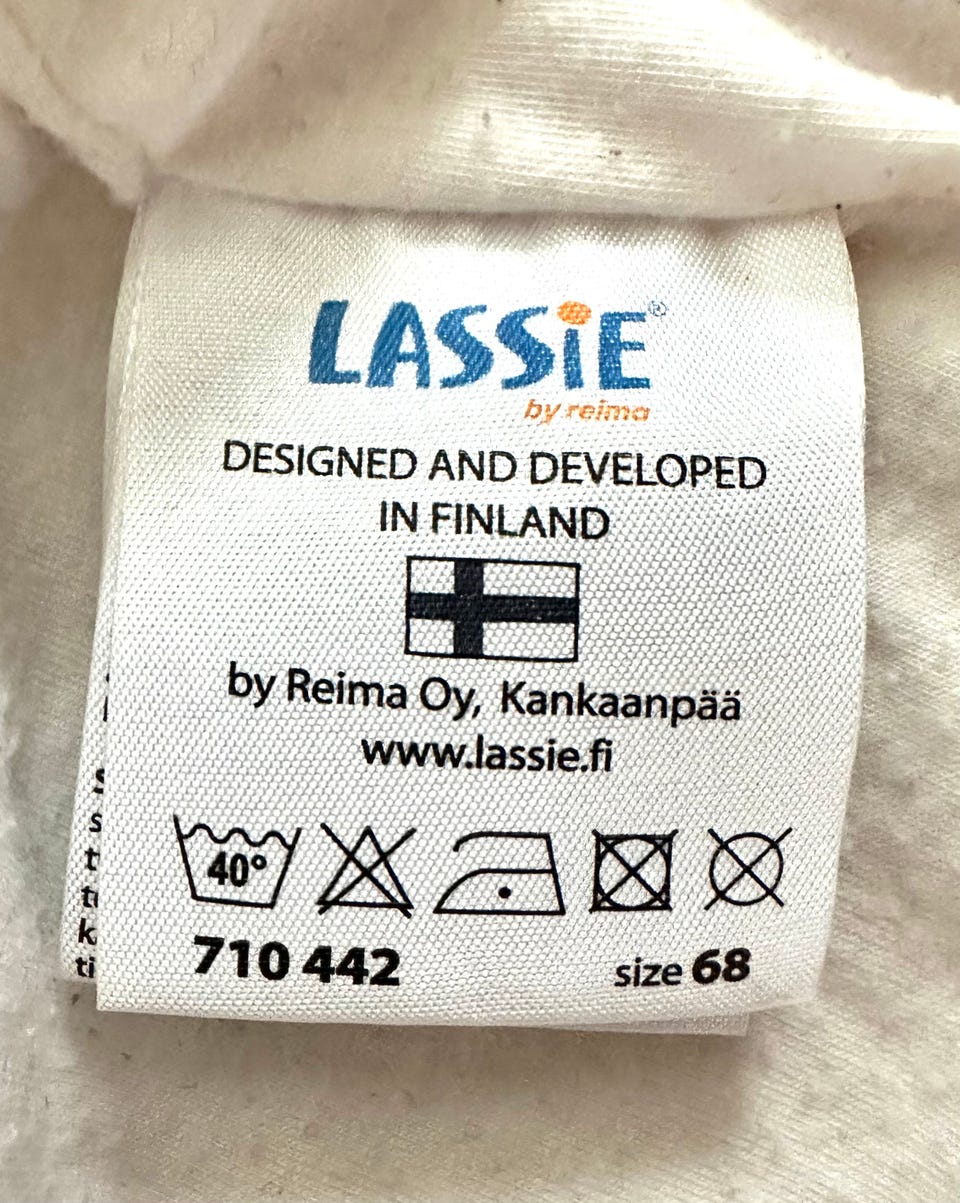 LASSiE®
by reima
DESIGNED AND DEVELOPED
IN FINLAND
by Reima Oy, Kankaanpää
www.lassie.fi
40°
710 442 size 68